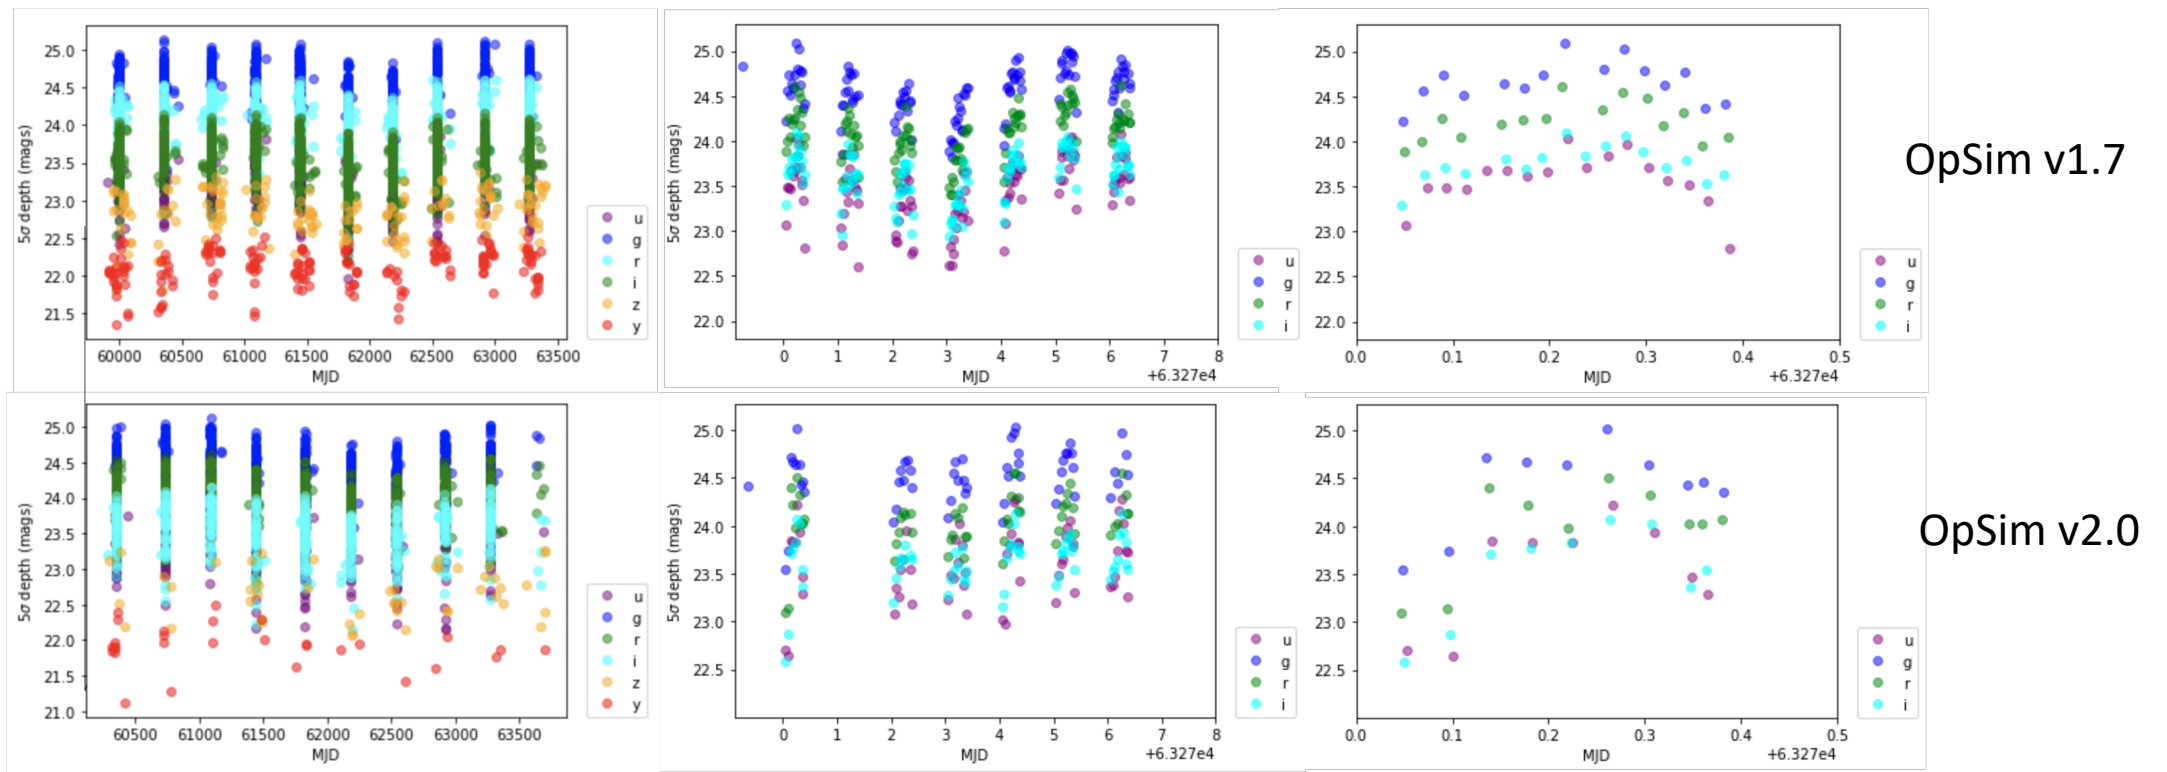 25.0
24.5
24.0
23.5
23.0
22.5
22.0
21.5
5σ depth (mags)
60000 60500 61000 61500 62000 62500 63000 63500
MJD
u
g
r
i
z
y
25.0
24.5
24.0
23.5
23.0
22.5
22.0
5σ depth (mags)
0 1 2 3 4 5 6 7 8
MJD
+6.327e4
u
g
r
i
25.0
24.5
24.0
23.5
23.0
22.5
22.0
0.0 0.1 0.2 0.3 0.4 0.5
MJD
+6.327e4
u
g
r
i
OpSim v1.7
25.0
24.5
24.0
23.5
23.0
22.5
22.0
21.5
21.0
5σ depth (mags)
60500 61000 61500 62000 62500 63000 63500
MJD
u
g
r
i
z
y
25.0
24.5
24.0
23.5
23.0
22.5
5σ depth (mags)
0 1 2 3 4 5 6 7 8
MJD
+6.327e4
u
g
r
i
25.0
24.5
24.0
23.5
23.0
22.5
0.0 0.1 0.2 0.3 0.4 0.5
MJD
+6.327e4
u
g
r
i
OpSim v2.0